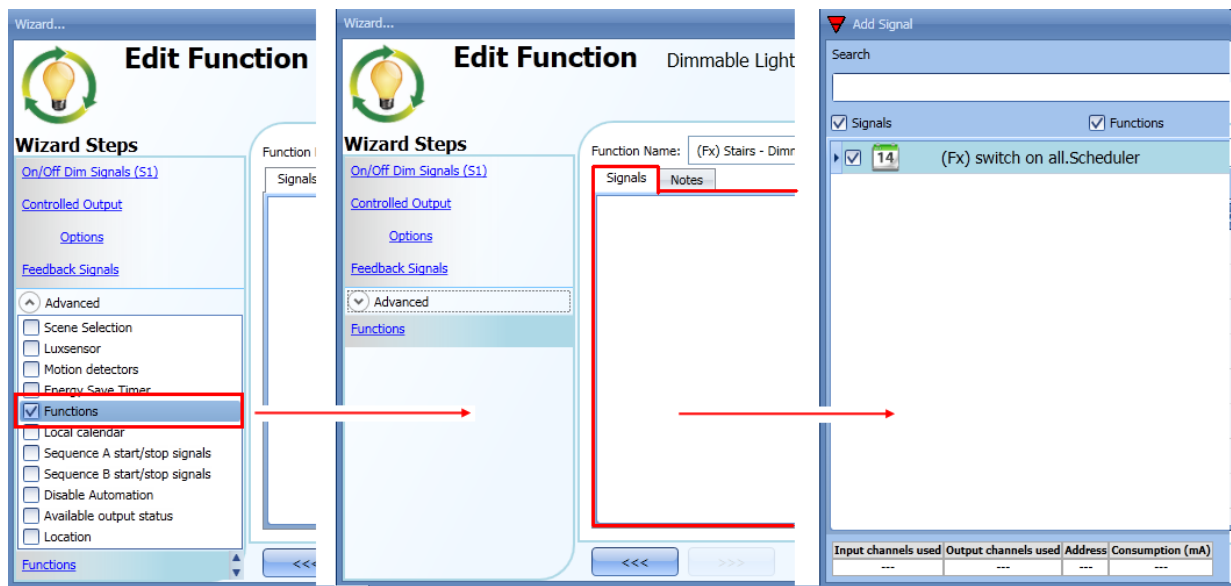 Wizard...
Edit Function
Wizard Steps
On/Off Dim Signals (S1)
Controlled Output
Options
Feedback Signals
Advanced
Scene Selection
Luxsensor
Motion detectors
Energy Save Timer
Functions
Local calendar
Sequence A start/stop signals
Sequence B start/stop signals
Disable Automation
Available output status
Location
Functions
Function
Signals
<<<
Wizard...
Edit Function Dimmable Light
Wizard Steps
On/Off Dim Signals (S1)
Controlled Output
Options
Feedback Signals
Advanced
Functions
Function Name: (Fx) Stairs - Dimm
Signals Notes
<<< >>>
Add Signal
Search
Signals Functions
14 (Fx) switch on all.Scheduler
Input channels used Output channels used Address Consumption (mA)
--- --- --- ---